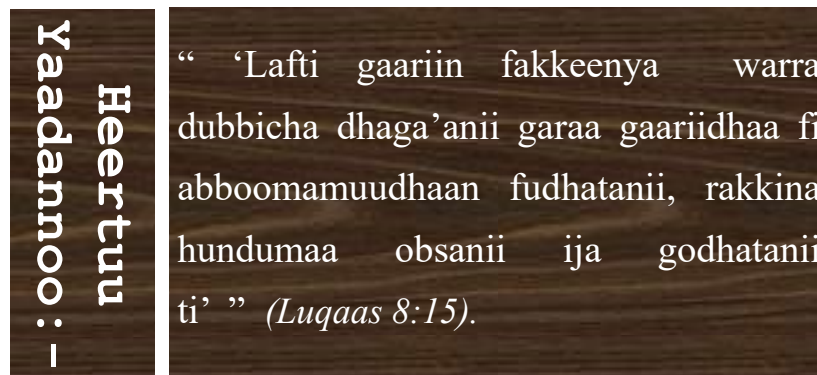 Heertuu
Yaadannoo:-
“ ‘Lafti gaariin fakkeenya warra
dubbicha dhaga’anii garaa gaariidhaa fi
abboomamuudhaan fudhatanii, rakkina
hundumaa obsanii ija godhatanii
ti’ ” (Luqaas 8:15).